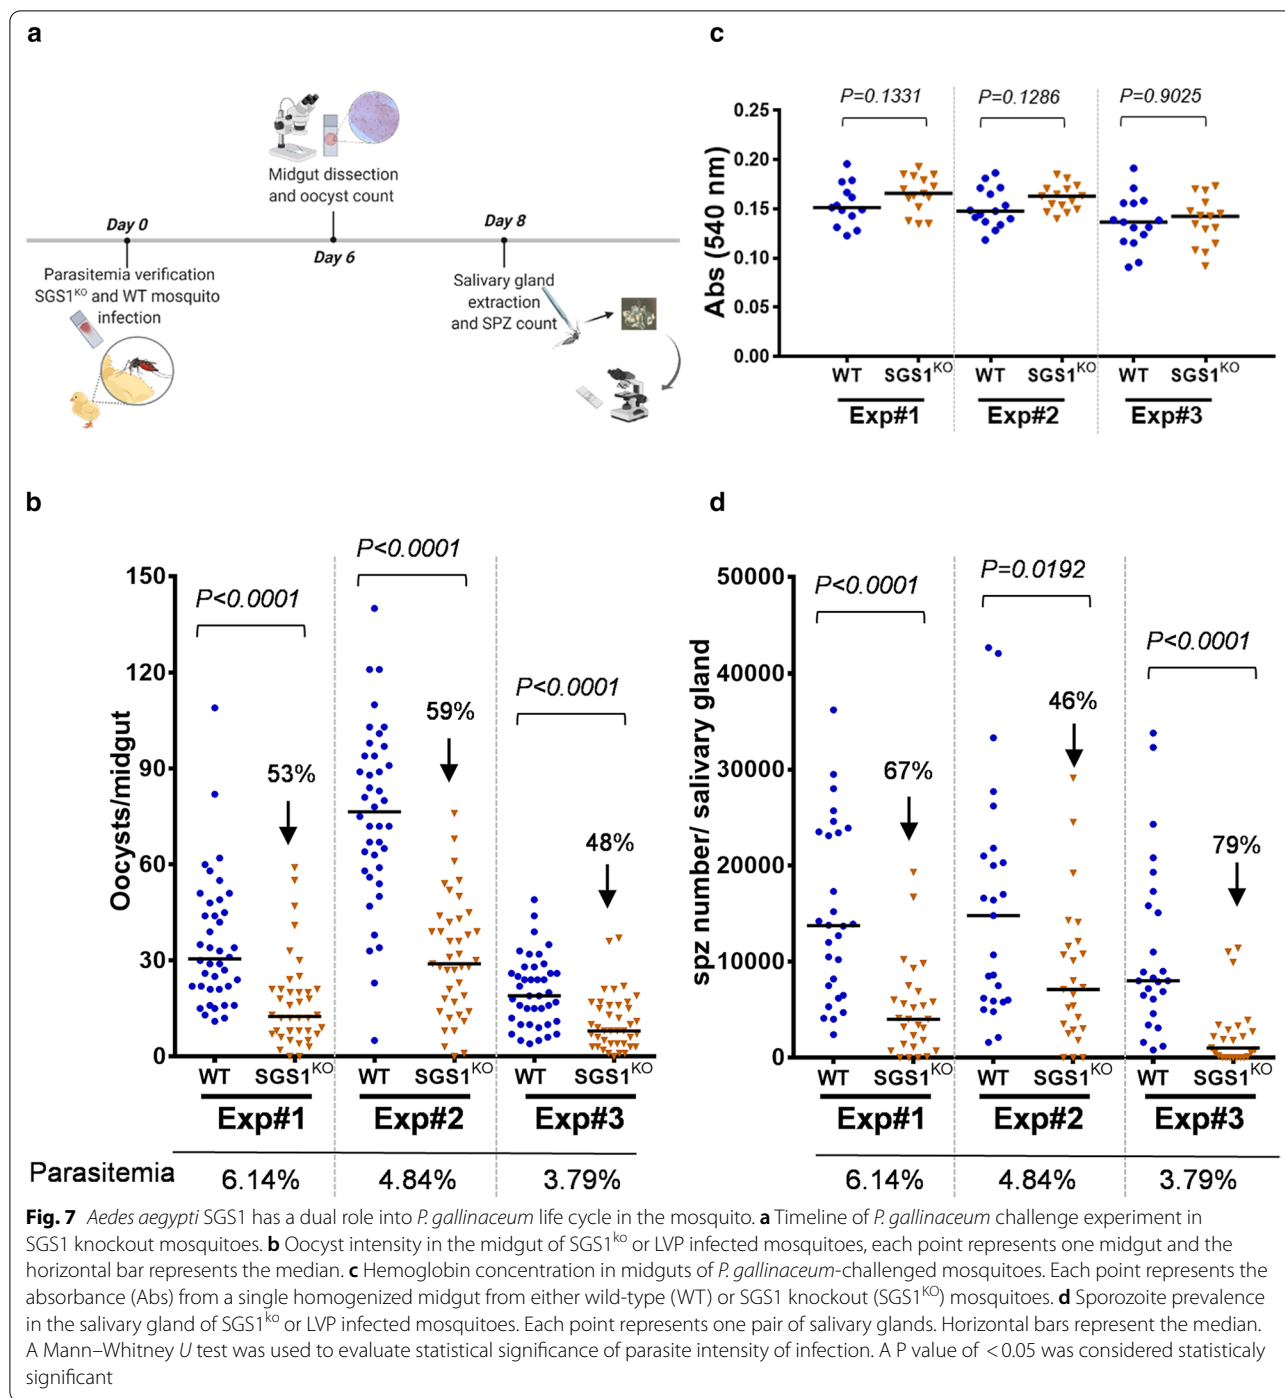 a
Day 0
Parasitemia verification
SGS1KO and WT mosquito
infection
Midgut dissection
and oocyst count
Day 6
Day 8
Salivary gland
extraction
and SPZ count
c
Abs (540 nm)
0.25
0.20
0.15
0.10
0.05
0.00
P=0.1331
P=0.1286
P=0.9025
WT SGS1KO WT SGS1KO WT SGS1KO
Exp#1 Exp#2 Exp#3
b
Oocysts/midgut
150
120
90
60
30
0
P<0.0001
P<0.0001
P<0.0001
53%
59%
48%
WT SGS1KO WT SGS1KO WT SGS1KO
Exp#1 Exp#2 Exp#3
Parasitemia 6.14% 4.84% 3.79%
d
spz number/ salivary gland
50000
40000
30000
20000
10000
0
P<0.0001
P=0.0192
P<0.0001
67%
46%
79%
WT SGS1KO WT SGS1KO WT SGS1KO
Exp#1 Exp#2 Exp#3
6.14% 4.84% 3.79%
Fig. 7 Aedes aegypti SGS1 has a dual role into P. gallinaceum life cycle in the mosquito. a Timeline of P. gallinaceum challenge experiment in
SGS1 knockout mosquitoes. b Oocyst intensity in the midgut of SGS1ko or LVP infected mosquitoes, each point represents one midgut and the
horizontal bar represents the median. c Hemoglobin concentration in midguts of P. gallinaceum-challenged mosquitoes. Each point represents the
absorbance (Abs) from a single homogenized midgut from either wild-type (WT) or SGS1 knockout (SGS1KO) mosquitoes. d Sporozoite prevalence
in the salivary gland of SGS1ko or LVP infected mosquitoes. Each point represents one pair of salivary glands. Horizontal bars represent the median.
A Mann–Whitney U test was used to evaluate statistical significance of parasite intensity of infection. A P value of <0.05 was considered statisticaly
significant